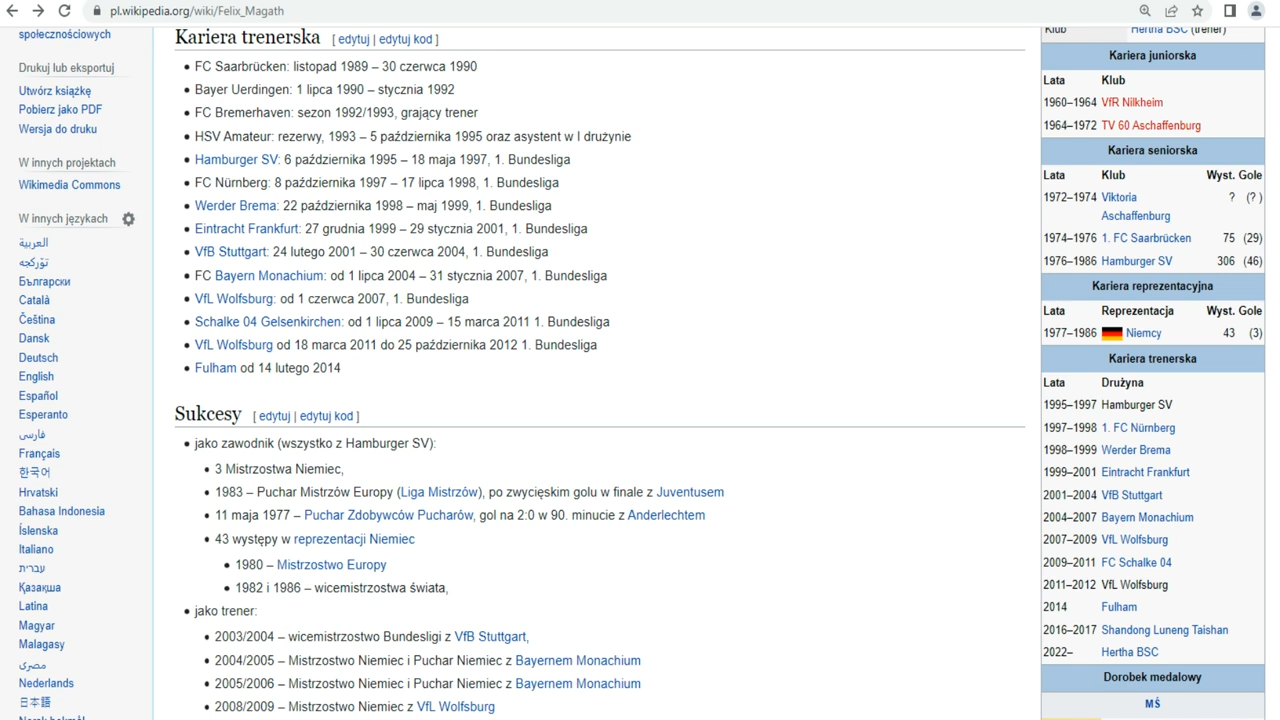 pl.wikipedia.org/wiki/Felix_Magath
społecznościowych
Drukuj lub eksportuj
Utwórz książkę
Pobierz jako PDF
Wersja do druku
W innych projektach
Wikimedia Commons
W innych językach
العربية
تۆرکجه
Български
Català
Čeština
Dansk
Deutsch
English
Español
Esperanto
فارسی
Français
한국어
Hrvatski
Bahasa Indonesia
Íslenska
Italiano
עברית
Қазақша
Latina
Magyar
Malagasy
مصرى
Nederlands
日本語
Norsk bokmål
Kariera trenerska [ edytuj | edytuj kod ]
FC Saarbrücken: listopad 1989 – 30 czerwca 1990
Bayer Uerdingen: 1 lipca 1990 – stycznia 1992
FC Bremerhaven: sezon 1992/1993, grający trener
HSV Amateur: rezerwy, 1993 – 5 października 1995 oraz asystent w I drużynie
Hamburger SV: 6 października 1995 – 18 maja 1997, 1. Bundesliga
FC Nürnberg: 8 października 1997 – 17 lipca 1998, 1. Bundesliga
Werder Brema: 22 października 1998 – maj 1999, 1. Bundesliga
Eintracht Frankfurt: 27 grudnia 1999 – 29 stycznia 2001, 1. Bundesliga
VfB Stuttgart: 24 lutego 2001 – 30 czerwca 2004, 1. Bundesliga
FC Bayern Monachium: od 1 lipca 2004 – 31 stycznia 2007, 1. Bundesliga
VfL Wolfsburg: od 1 czerwca 2007, 1. Bundesliga
Schalke 04 Gelsenkirchen: od 1 lipca 2009 – 15 marca 2011 1. Bundesliga
VfL Wolfsburg od 18 marca 2011 do 25 października 2012 1. Bundesliga
Fulham od 14 lutego 2014
Sukcesy [ edytuj | edytuj kod ]
jako zawodnik (wszystko z Hamburger SV):
3 Mistrzostwa Niemiec,
1983 – Puchar Mistrzów Europy (Liga Mistrzów), po zwycięskim golu w finale z Juventusem
11 maja 1977 – Puchar Zdobywców Pucharów, gol na 2:0 w 90. minucie z Anderlechtem
43 występy w reprezentacji Niemiec
1980 – Mistrzostwo Europy
1982 i 1986 – wicemistrzostwa świata,
jako trener:
2003/2004 – wicemistrzostwo Bundesligi z VfB Stuttgart,
2004/2005 – Mistrzostwo Niemiec i Puchar Niemiec z Bayernem Monachium
2005/2006 – Mistrzostwo Niemiec i Puchar Niemiec z Bayernem Monachium
2008/2009 – Mistrzostwo Niemiec z VfL Wolfsburg
Klub Hertha BSC (trener)
Kariera juniorska
Lata Klub
1960–1964 VfR Nilkheim
1964–1972 TV 60 Aschaffenburg
Kariera seniorska
Lata Klub Wyst. Gole
1972–1974 Viktoria ? (? )
Aschaffenburg
1974–1976 1. FC Saarbrücken 75 (29)
1976–1986 Hamburger SV 306 (46)
Kariera reprezentacyjna
Lata Reprezentacja Wyst. Gole
1977–1986 Niemcy 43 (3)
Kariera trenerska
Lata Drużyna
1995–1997 Hamburger SV
1997–1998 1. FC Nürnberg
1998–1999 Werder Brema
1999–2001 Eintracht Frankfurt
2001–2004 VfB Stuttgart
2004–2007 Bayern Monachium
2007–2009 VfL Wolfsburg
2009–2011 FC Schalke 04
2011–2012 VfL Wolfsburg
2014 Fulham
2016–2017 Shandong Luneng Taishan
2022– Hertha BSC
Dorobek medalowy
MŚ